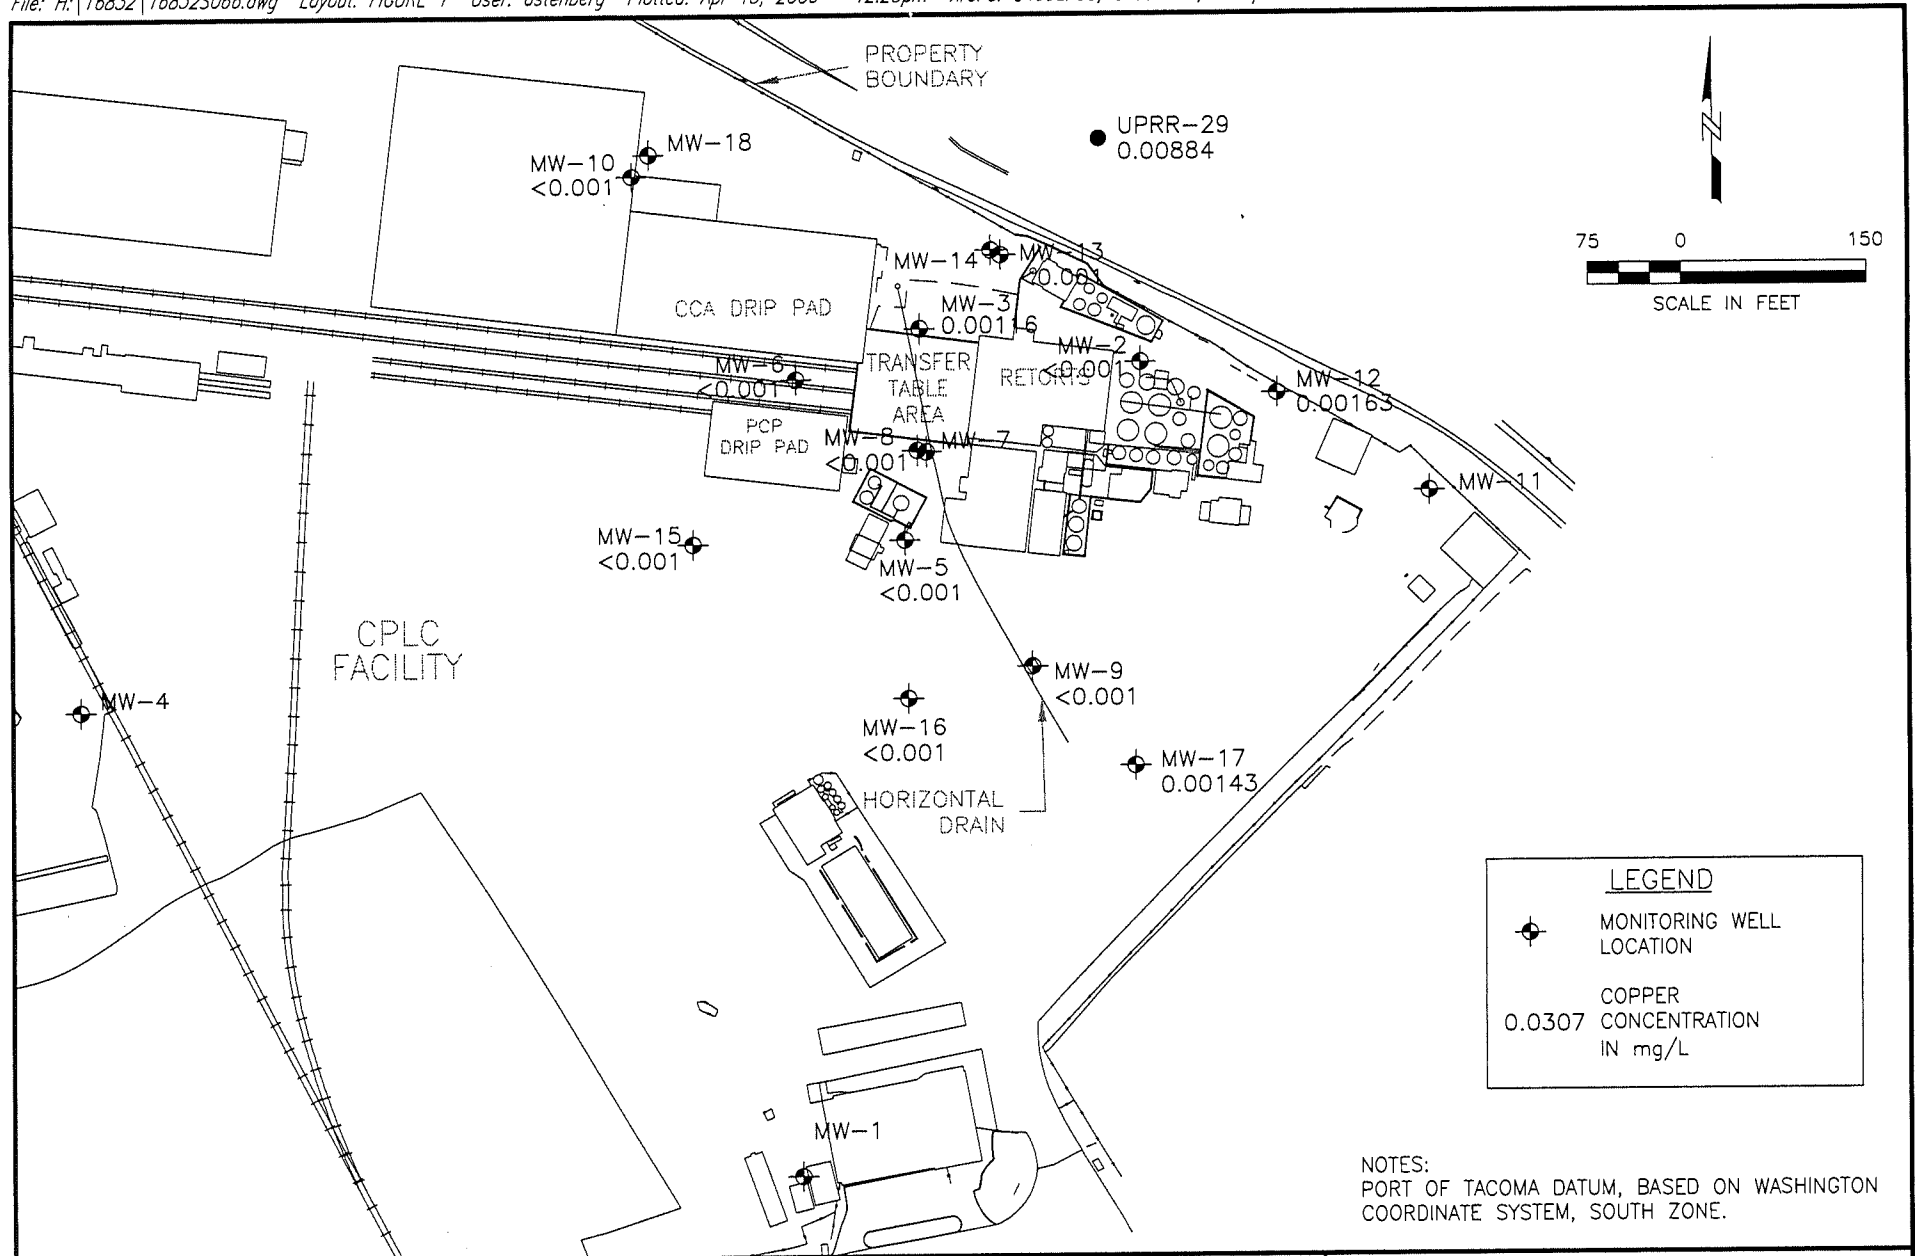 PROPERTY
BOUNDARY
UPRR-29
0.00884
MW-18
MW-10
<0.001
75 0 150
SCALE IN FEET
MW-14
MW-13
<0.001
MW-3
0.00116
CCA DRIP PAD
MW-2
<0.001
TRANSFER
TABLE
AREA
RETORTS
MW-6
<0.001
MW-12
0.00163
PCP
DRIP PAD
MW-8
<0.001
MW-7
MW-11
MW-15
<0.001
MW-5
<0.001
CPLC
FACILITY
MW-9
<0.001
MW-4
MW-16
<0.001
MW-17
0.00143
HORIZONTAL
DRAIN
LEGEND
MONITORING WELL
LOCATION
COPPER
0.0307 CONCENTRATION
IN mg/L
MW-1
NOTES:
PORT OF TACOMA DATUM, BASED ON WASHINGTON
COORDINATE SYSTEM, SOUTH ZONE.